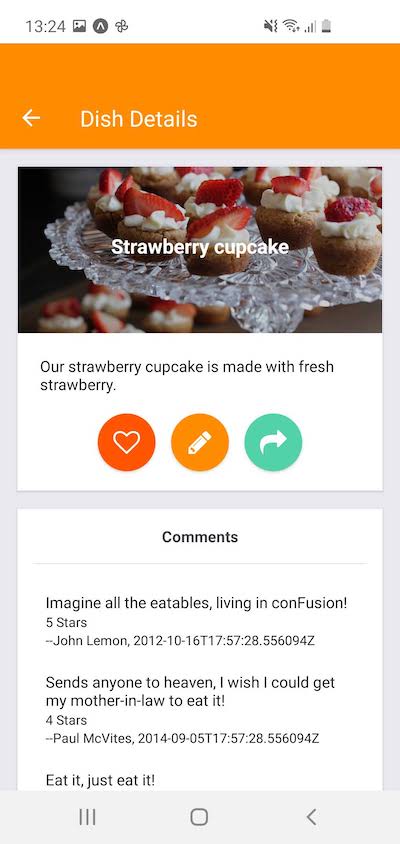 13:24
Dish Details
Strawberry cupcake
Our strawberry cupcake is made with fresh
strawberry.
Comments
Imagine all the eatables, living in conFusion!
5 Stars
--John Lemon, 2012-10-16T17:57:28.556094Z
Sends anyone to heaven, I wish I could get
my mother-in-law to eat it!
4 Stars
--Paul McVites, 2014-09-05T17:57:28.556094Z
Eat it, just eat it!